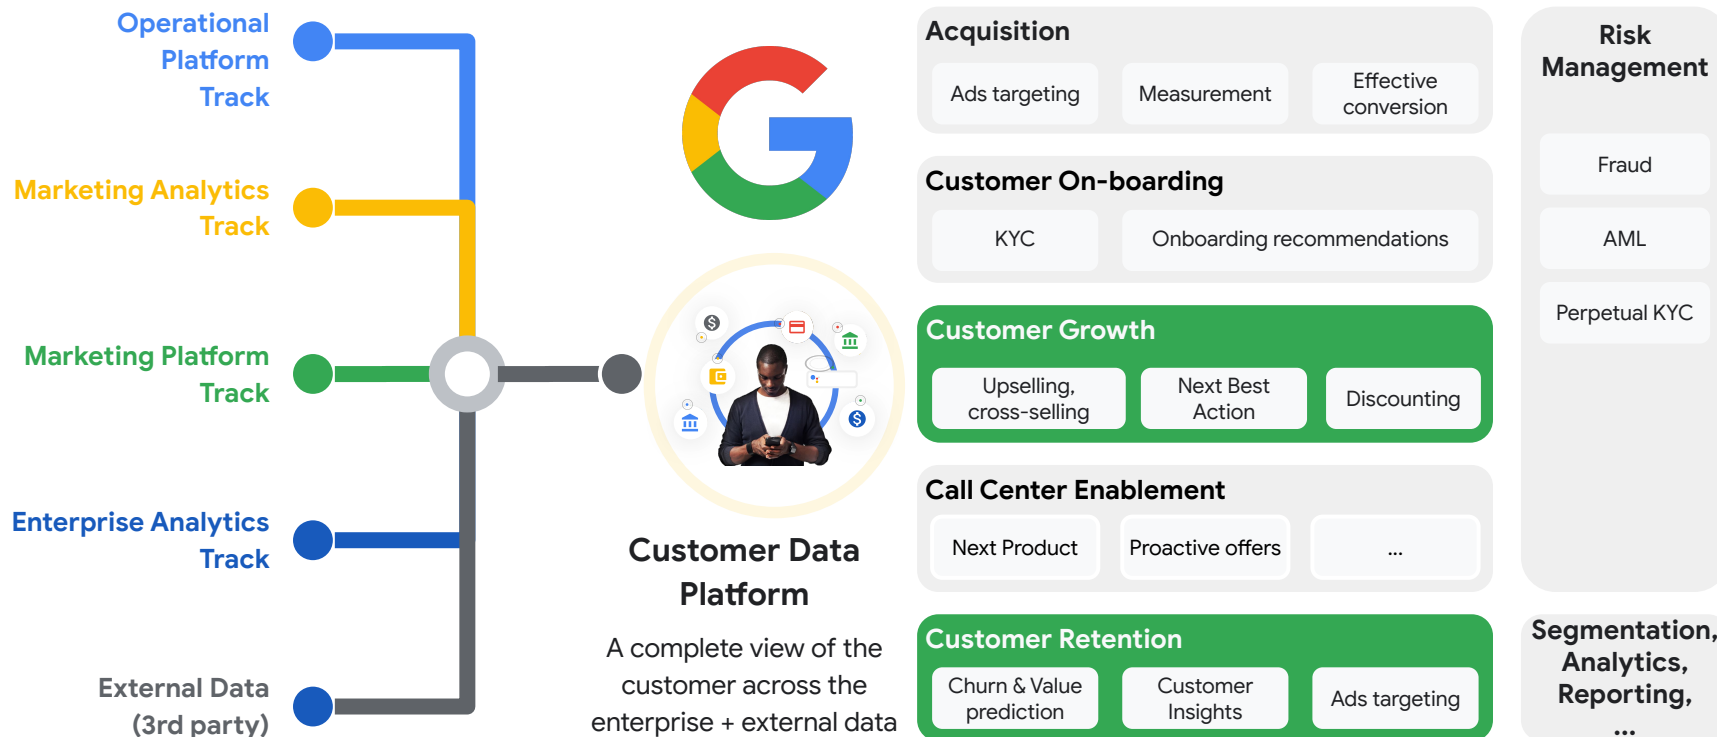 Operational
Platform
Track
Marketing Analytics
Track
Marketing Platform
Track
Enterprise Analytics
Track
External Data
(3rd party)
Customer Data
Platform
A complete view of the
customer across the
enterprise + external data
Acquisition
Ads targeting
Measurement
Effective
conversion
Customer On-boarding
KYC
Onboarding recommendations
Customer Growth
Upselling,
cross-selling
Next Best
Action
Discounting
Call Center Enablement
Next Product
Proactive offers
...
Customer Retention
Churn & Value
prediction
Customer
Insights
Ads targeting
Risk
Management
Fraud
AML
Perpetual KYC
Segmentation,
Analytics,
Reporting,
...